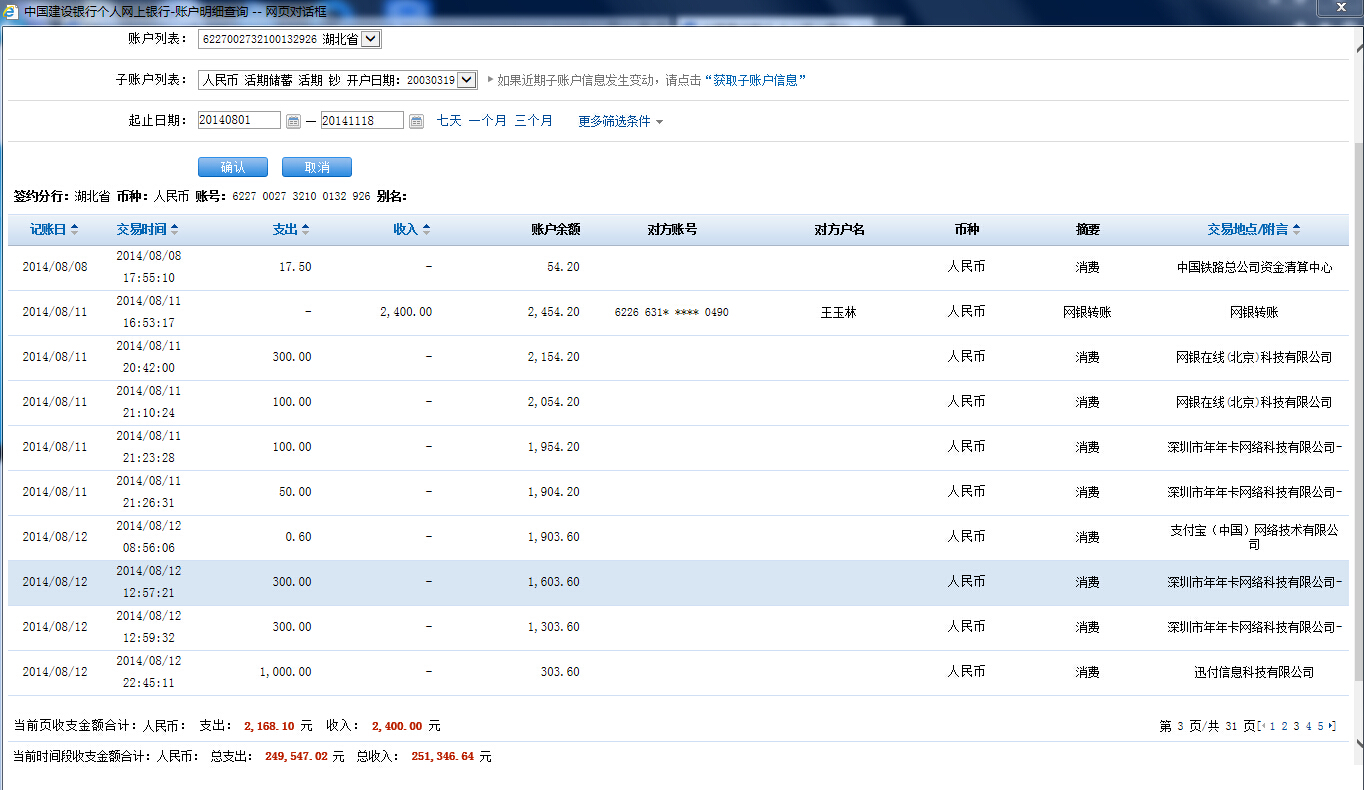 中国建设银行个人网上银行-账户明细查询 -- 网页对话框
账户列表： 6227002732100132926 湖北省
子账户列表： 人民币 活期储蓄 活期 钞 开户日期：20030319 如果近期子账户信息发生变动，请点击“获取子账户信息”
起止日期： 20140801 — 20141118 七天 一个月 三个月 更多筛选条件
确认 取消
签约分行：湖北省 币种：人民币 账号：6227 0027 3210 0132 926 别名：
记账日 交易时间 支出 收入 账户余额 对方账号 对方户名 币种 摘要 交易地点/附言
2014/08/08 2014/08/08 17:55:10 17.50 - 54.20 人民币 消费 中国铁路总公司资金清算中心
2014/08/11 2014/08/11 16:53:17 - 2,400.00 2,454.20 6226 631* **** 0490 王玉林 人民币 网银转账 网银转账
2014/08/11 2014/08/11 20:42:00 300.00 - 2,154.20 人民币 消费 网银在线(北京)科技有限公司
2014/08/11 2014/08/11 21:10:24 100.00 - 2,054.20 人民币 消费 网银在线(北京)科技有限公司
2014/08/11 2014/08/11 21:23:28 100.00 - 1,954.20 人民币 消费 深圳市年年卡网络科技有限公司-
2014/08/11 2014/08/11 21:26:31 50.00 - 1,904.20 人民币 消费 深圳市年年卡网络科技有限公司-
2014/08/12 2014/08/12 08:56:06 0.60 - 1,903.60 人民币 消费 支付宝（中国）网络技术有限公司
2014/08/12 2014/08/12 12:57:21 300.00 - 1,603.60 人民币 消费 深圳市年年卡网络科技有限公司-
2014/08/12 2014/08/12 12:59:32 300.00 - 1,303.60 人民币 消费 深圳市年年卡网络科技有限公司-
2014/08/12 2014/08/12 22:45:11 1,000.00 - 303.60 人民币 消费 迅付信息科技有限公司
当前页收支金额合计：人民币： 支出： 2,168.10 元 收入： 2,400.00 元 第 3 页/共 31 页[ 1 2 3 4 5 ]
当前时间段收支金额合计：人民币： 总支出： 249,547.02 元 总收入： 251,346.64 元